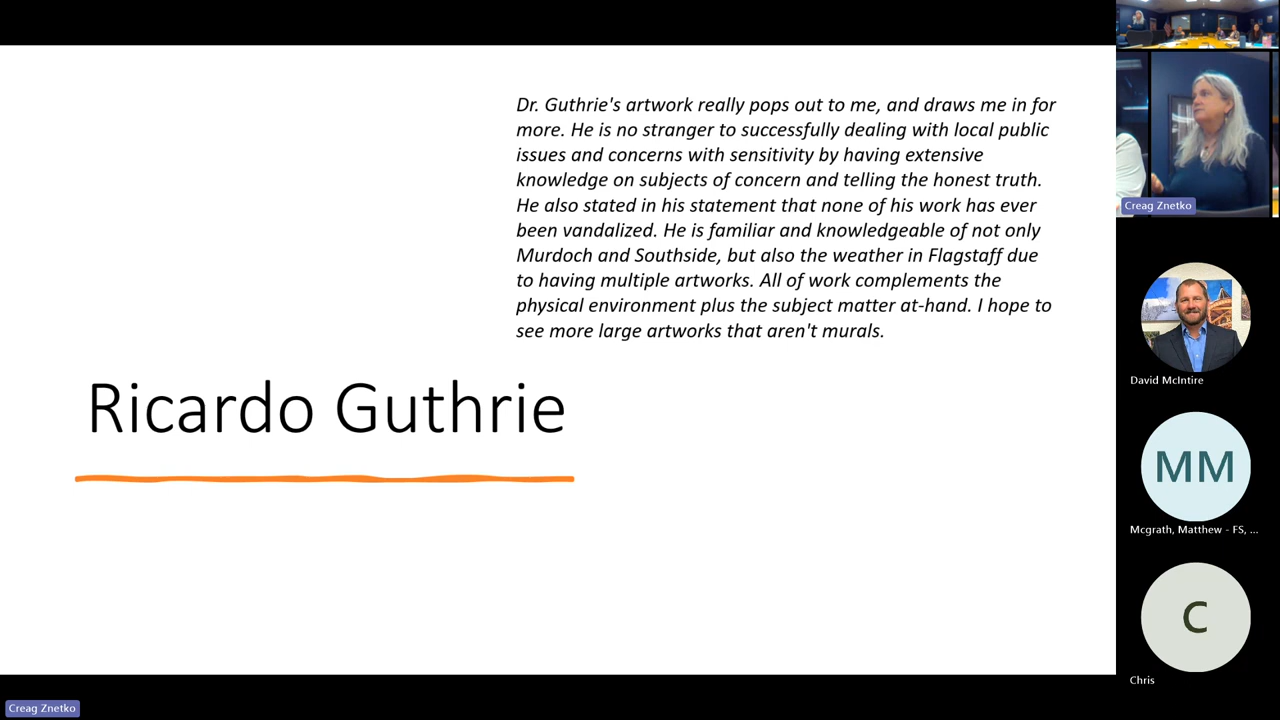 Dr. Guthrie's artwork really pops out to me, and draws me in for
more. He is no stranger to successfully dealing with local public
issues and concerns with sensitivity by having extensive
knowledge on subjects of concern and telling the honest truth.
He also stated in his statement that none of his work has ever
been vandalized. He is familiar and knowledgeable of not only
Murdoch and Southside, but also the weather in Flagstaff due
to having multiple artworks. All of work complements the
physical environment plus the subject matter at-hand. I hope to
see more large artworks that aren't murals.
Ricardo Guthrie
Creag Znetko
David McIntire
MM
Mcgrath, Matthew - FS, ...
C
Chris
Creag Znetko